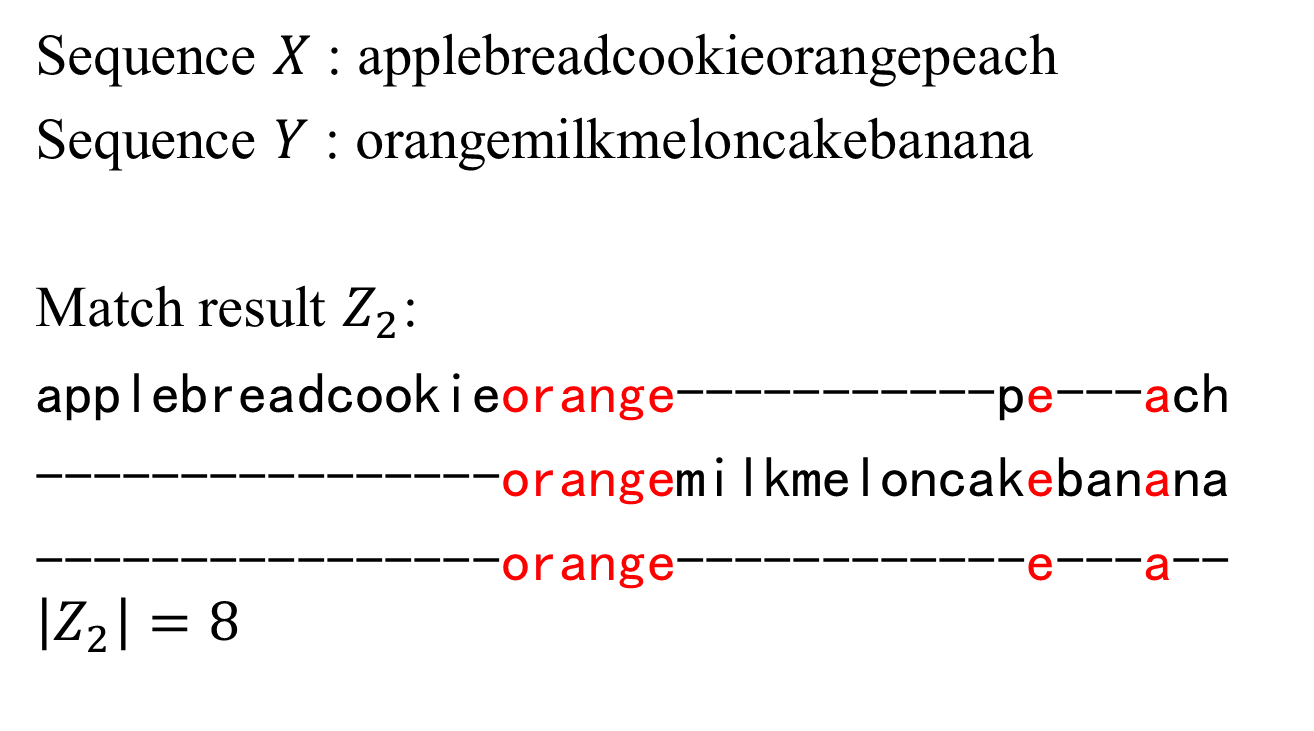 Sequence X : applebreadcookieorangepeach
Sequence Y : orangemilkmeloncakebanana
Match result Z₂:
applebreadcookieorange-----------pe---ach
----------------orangemilkmeloncakebanana
----------------orange------------e---a--
|Z₂| = 8